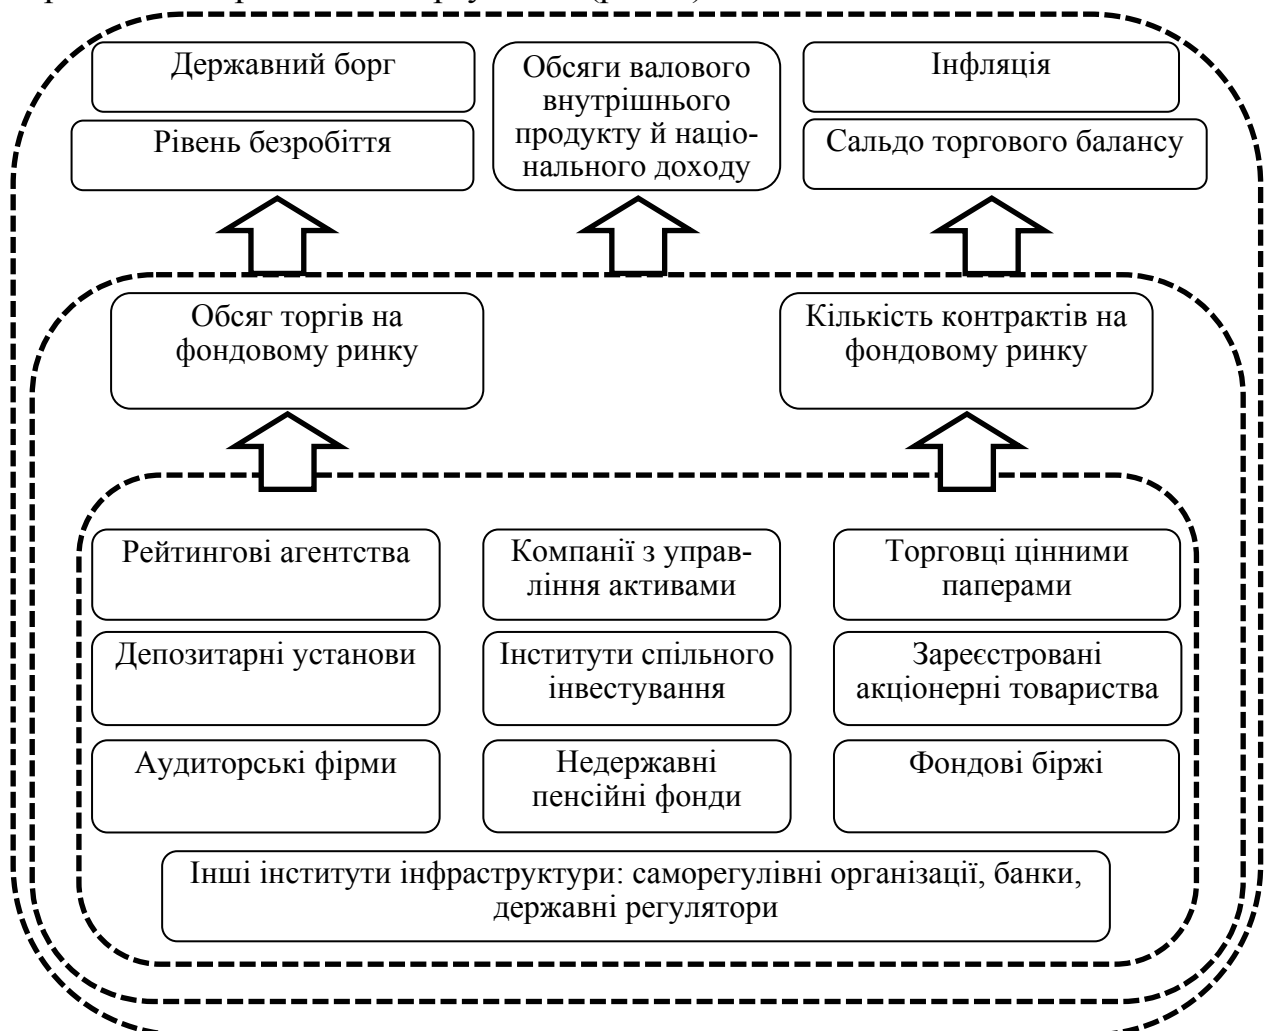 Державний борг
Обсяги валового
внутрішнього
продукту й націо-
нального доходу
Інфляція
Рівень безробіття
Сальдо торгового балансу
Обсяг торгів на
фондовому ринку
Кількість контрактів на
фондовому ринку
Рейтингові агентства
Компанії з управ-
ління активами
Торговці цінними
паперами
Депозитарні установи
Інститути спільного
інвестування
Зареєстровані
акціонерні товариства
Аудиторські фірми
Недержавні
пенсійні фонди
Фондові біржі
Інші інститути інфраструктури: саморегулівні організації, банки,
державні регулятори